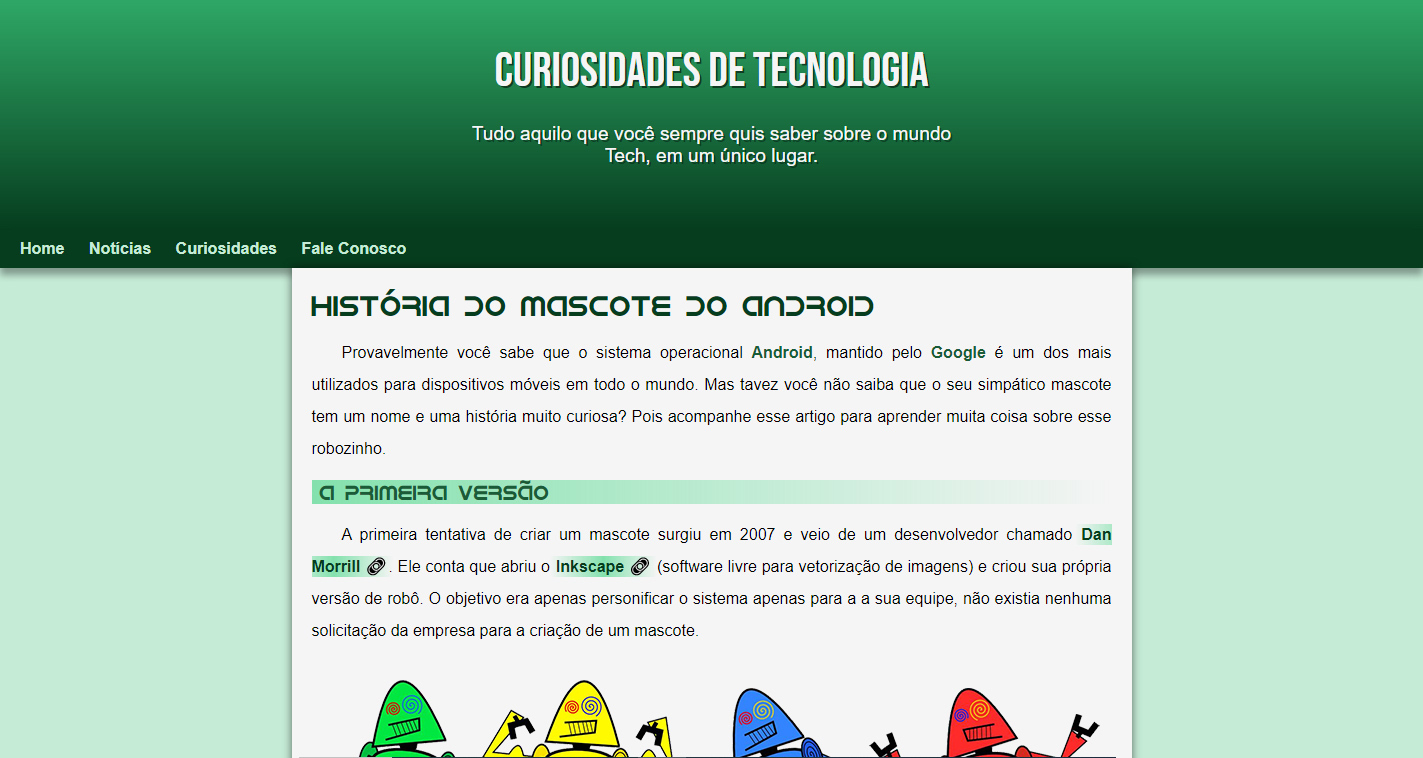 CURIOSIDADES DE TECNOLOGIA
Tudo aquilo que você sempre quis saber sobre o mundo
Tech, em um único lugar.
Home Notícias Curiosidades Fale Conosco
HISTÓRIA DO MASCOTE DO ANDROID
Provavelmente você sabe que o sistema operacional Android, mantido pelo Google é um dos mais
utilizados para dispositivos móveis em todo o mundo. Mas tavez você não saiba que o seu simpático mascote
tem um nome e uma história muito curiosa? Pois acompanhe esse artigo para aprender muita coisa sobre esse
robozinho.
A PRIMEIRA VERSÃO
A primeira tentativa de criar um mascote surgiu em 2007 e veio de um desenvolvedor chamado Dan
Morrill. Ele conta que abriu o Inkscape (software livre para vetorização de imagens) e criou sua própria
versão de robô. O objetivo era apenas personificar o sistema apenas para a a sua equipe, não existia nenhuma
solicitação da empresa para a criação de um mascote.